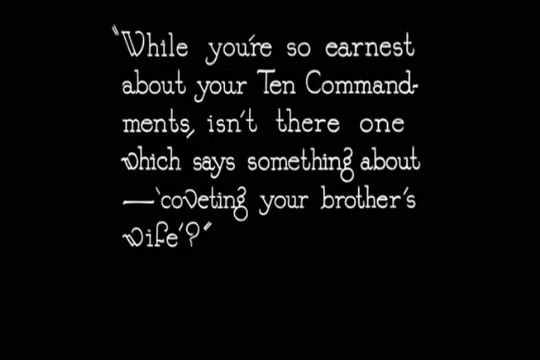 "While you're so earnest
about your Ten Command-
ments, isn't there one
which says something about
—'coveting your brother's
wife'?"